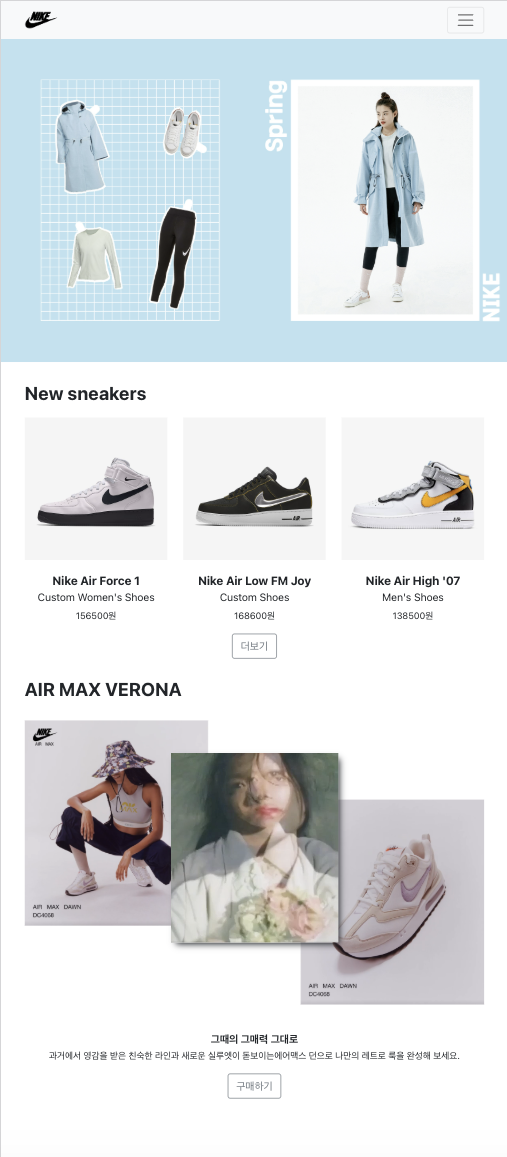 NIKE
Spring
NIKE
New sneakers
Nike Air Force 1
Custom Women's Shoes
156500원
Nike Air Low FM Joy
Custom Shoes
168600원
Nike Air High '07
Men's Shoes
138500원
더보기
AIR MAX VERONA
NIKE
AIR MAX
AIR MAX DAWN
DC4068
AIR MAX DAWN
DC4068
그때의 그매력 그대로
과거에서 영감을 받은 친숙한 라인과 새로운 실루엣이 돋보이는에어맥스 던으로 나만의 레트로 룩을 완성해 보세요.
구매하기